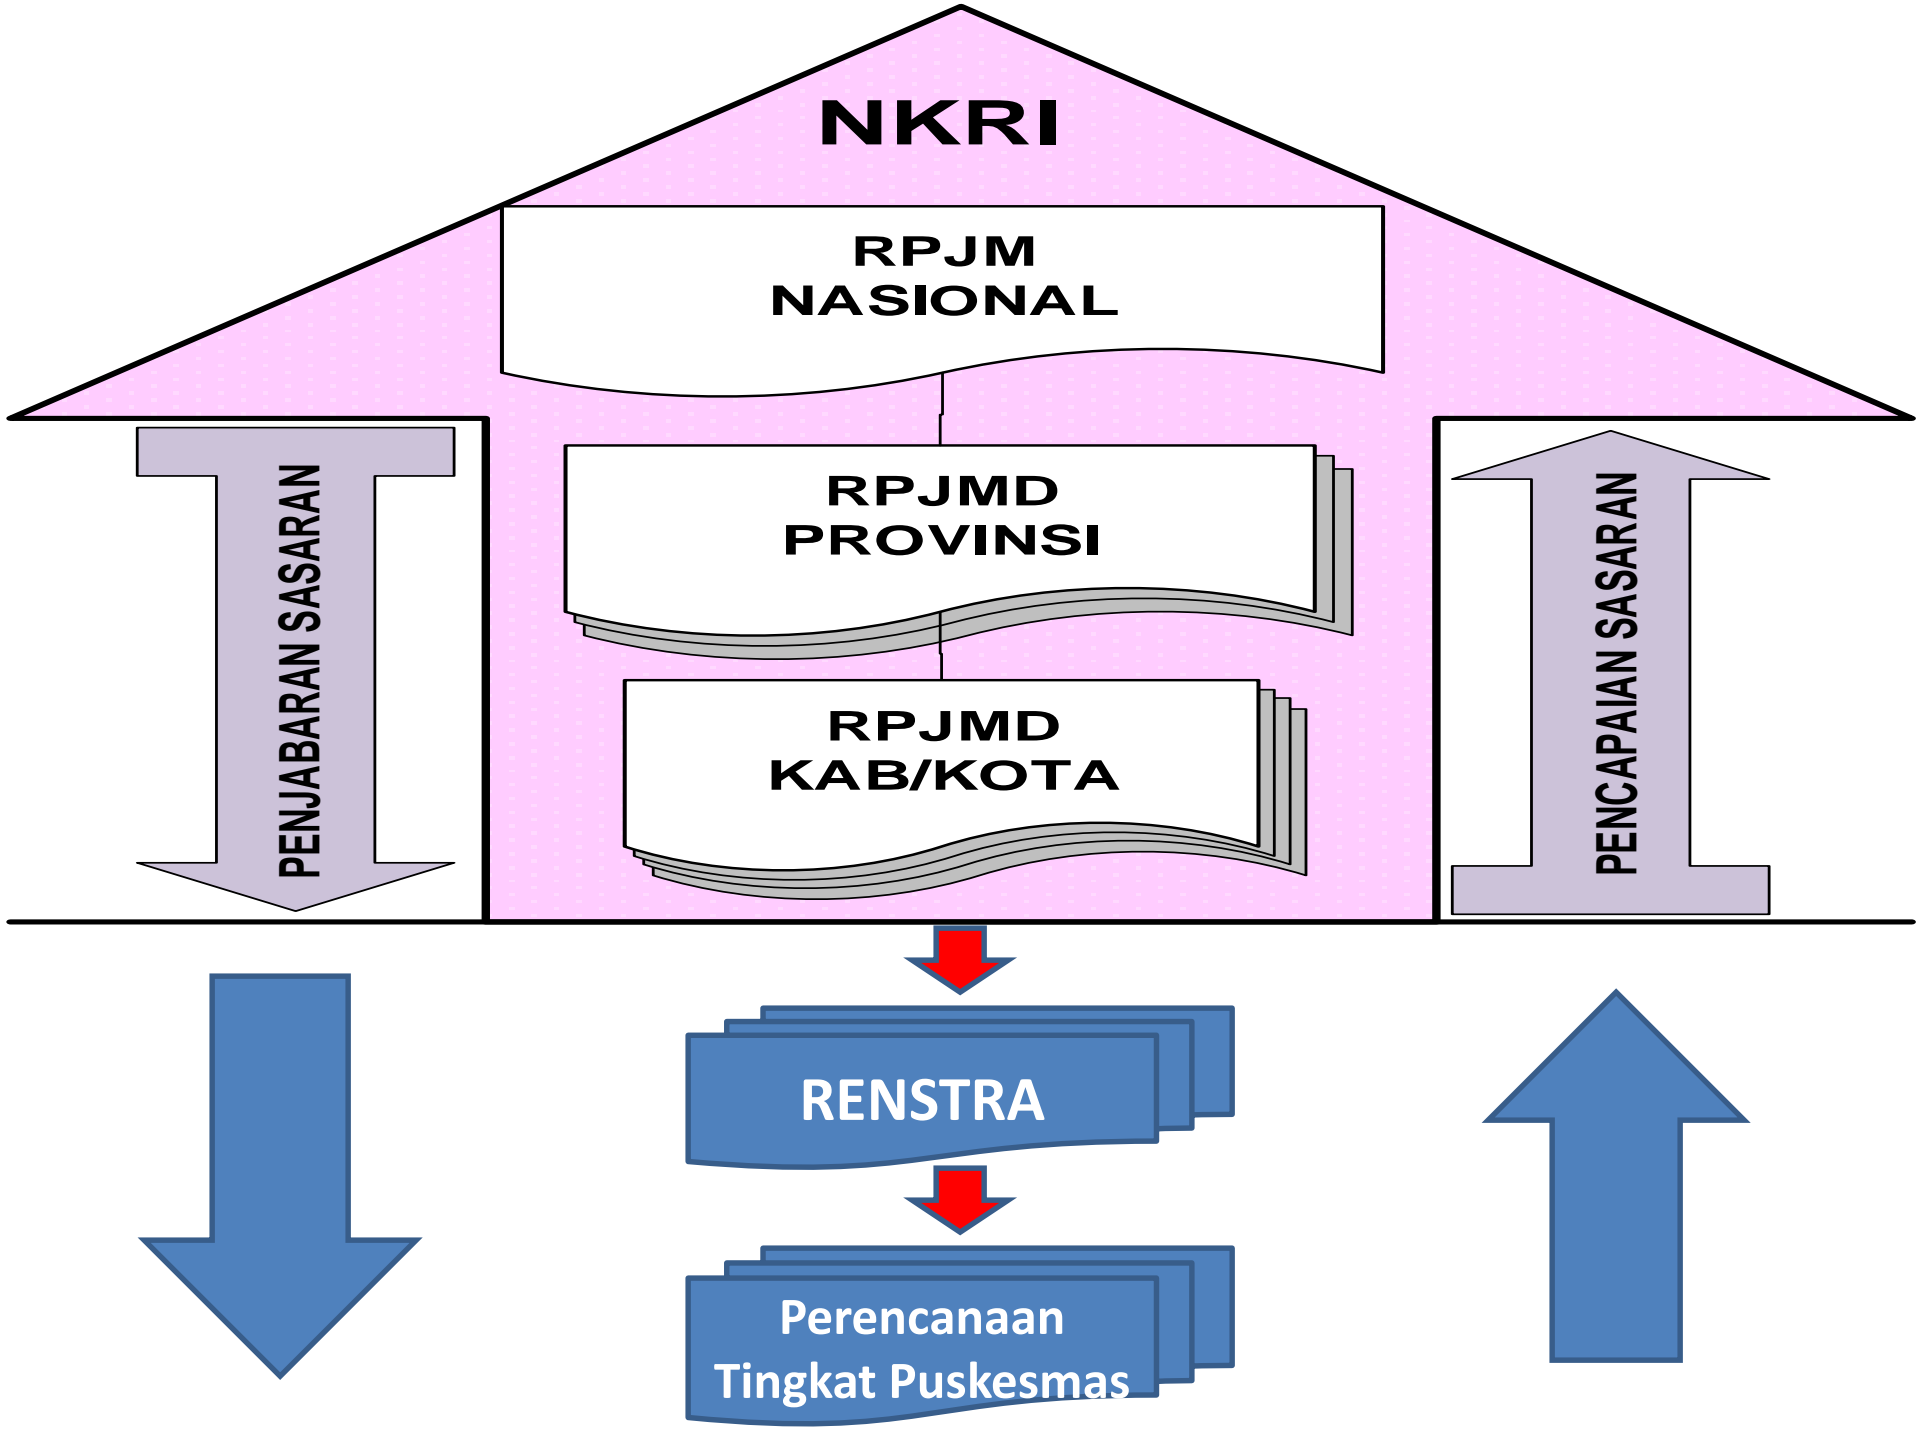 NKRI
RPJM
NASIONAL
PENJABARAN SASARAN
RPJMD
PROVINSI
PENCAPAIAN SASARAN
RPJMD
KAB/KOTA
RENSTRA
Perencanaan
Tingkat Puskesmas